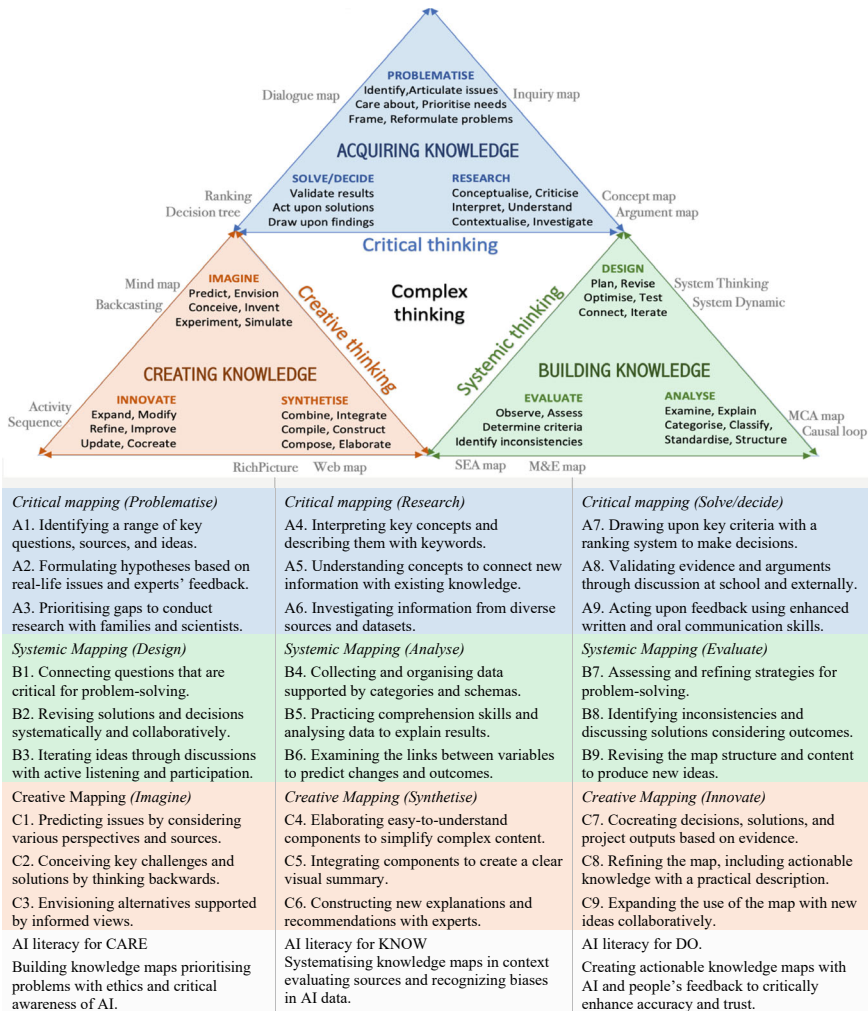 PROBLEMATISE
Identify,Articulate issues
Care about, Prioritise needs
Frame, Reformulate problems
Dialogue map
Inquiry map
ACQUIRING KNOWLEDGE
SOLVE/DECIDE
Validate results
Act upon solutions
Draw upon findings
RESEARCH
Conceptualise, Criticise
Interpret, Understand
Contextualise, Investigate
Ranking
Decision tree
Concept map
Argument map
Critical thinking
Mind map
Backcasting
IMAGINE
Predict, Envision
Conceive, Invent
Experiment, Simulate
Creative thinking
Complex
thinking
Systemic thinking
DESIGN
Plan, Revise
Optimise, Test
Connect, Iterate
System Thinking
System Dynamic
CREATING KNOWLEDGE
INNOVATE
Expand, Modify
Refine, Improve
Update, Cocreate
SYNTHETISE
Combine, Integrate
Compile, Construct
Compose, Elaborate
Activity
Sequence
BUILDING KNOWLEDGE
EVALUATE
Observe, Assess
Determine criteria
Identify inconsistencies
ANALYSE
Examine, Explain
Categorise, Classify,
Standardise, Structure
MCA map
Causal loop
RichPicture Web map
SEA map M&E map
Critical mapping (Problematise)
A1. Identifying a range of key
questions, sources, and ideas.
A2. Formulating hypotheses based on
real-life issues and experts' feedback.
A3. Prioritising gaps to conduct
research with families and scientists.
Critical mapping (Research)
A4. Interpreting key concepts and
describing them with keywords.
A5. Understanding concepts to connect new
information with existing knowledge.
A6. Investigating information from diverse
sources and datasets.
Critical mapping (Solve/decide)
A7. Drawing upon key criteria with a
ranking system to make decisions.
A8. Validating evidence and arguments
through discussion at school and externally.
A9. Acting upon feedback using enhanced
written and oral communication skills.
Systemic Mapping (Design)
B1. Connecting questions that are
critical for problem-solving.
B2. Revising solutions and decisions
systematically and collaboratively.
B3. Iterating ideas through discussions
with active listening and participation.
Systemic Mapping (Analyse)
B4. Collecting and organising data
supported by categories and schemas.
B5. Practicing comprehension skills and
analysing data to explain results.
B6. Examining the links between variables
to predict changes and outcomes.
Systemic Mapping (Evaluate)
B7. Assessing and refining strategies for
problem-solving.
B8. Identifying inconsistencies and
discussing solutions considering outcomes.
B9. Revising the map structure and content
to produce new ideas.
Creative Mapping (Imagine)
C1. Predicting issues by considering
various perspectives and sources.
C2. Conceiving key challenges and
solutions by thinking backwards.
C3. Envisioning alternatives supported
by informed views.
Creative Mapping (Synthetise)
C4. Elaborating easy-to-understand
components to simplify complex content.
C5. Integrating components to create a clear
visual summary.
C6. Constructing new explanations and
recommendations with experts.
Creative Mapping (Innovate)
C7. Cocreating decisions, solutions, and
project outputs based on evidence.
C8. Refining the map, including actionable
knowledge with a practical description.
C9. Expanding the use of the map with new
ideas collaboratively.
AI literacy for CARE
Building knowledge maps prioritising
problems with ethics and critical
awareness of AI.
AI literacy for KNOW
Systematising knowledge maps in context
evaluating sources and recognizing biases
in AI data.
AI literacy for DO.
Creating actionable knowledge maps with
AI and people's feedback to critically
enhance accuracy and trust.